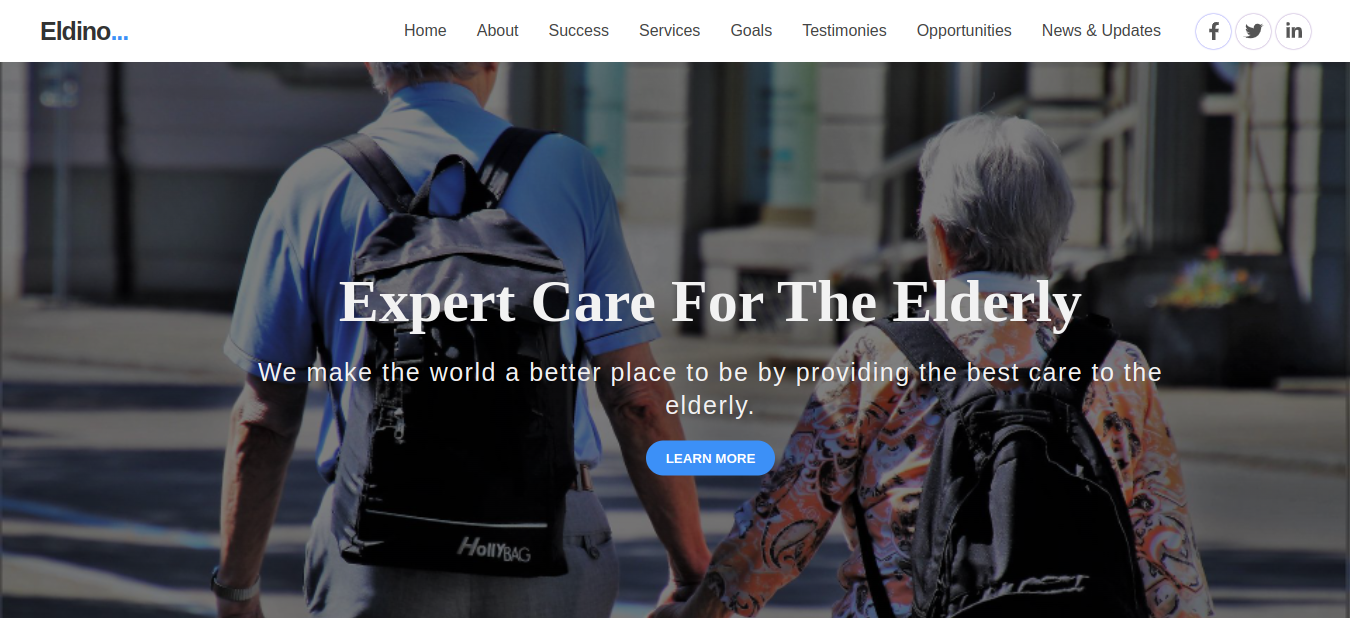 Eldino...
Home About Success Services Goals Testimonies Opportunities News & Updates
Expert Care For The Elderly
We make the world a better place to be by providing the best care to the
elderly.
LEARN MORE
HollyBAG